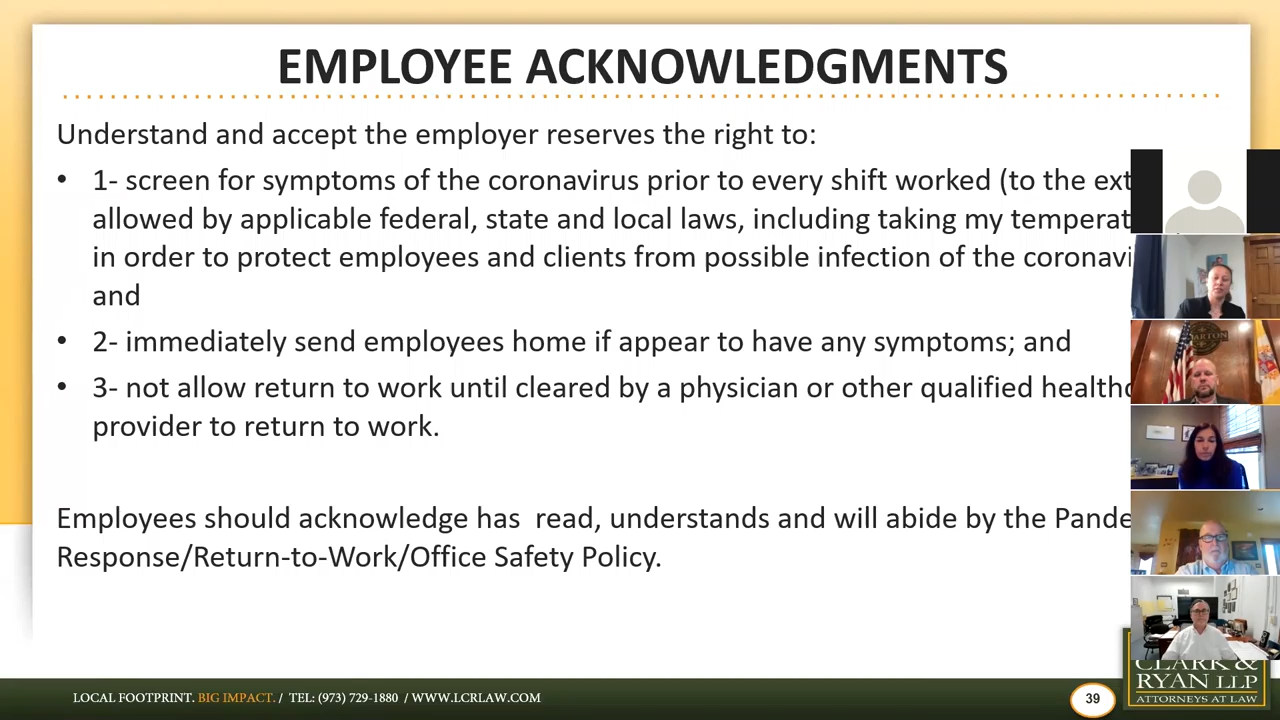 EMPLOYEE ACKNOWLEDGMENTS
Understand and accept the employer reserves the right to:
• 1- screen for symptoms of the coronavirus prior to every shift worked (to the ext
allowed by applicable federal, state and local laws, including taking my temperat
in order to protect employees and clients from possible infection of the coronavi
and
• 2- immediately send employees home if appear to have any symptoms; and
• 3- not allow return to work until cleared by a physician or other qualified healthc
provider to return to work.
Employees should acknowledge has  read, understands and will abide by the Pande
Response/Return-to-Work/Office Safety Policy.
LOCAL FOOTPRINT. BIG IMPACT. / TEL: (973) 729-1880 / WWW.LCRLAW.COM
39
CLARK &
RYAN LLP
ATTORNEYS AT LAW